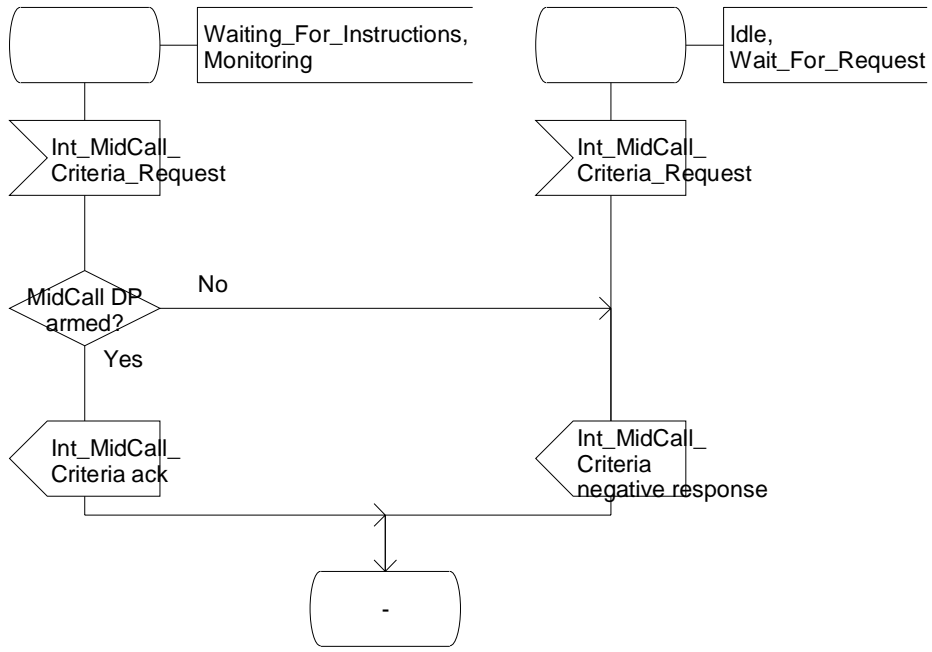 Waiting_For_Instructions,
Monitoring
Idle,
Wait_For_Request
Int_MidCall_
Criteria_Request
Int_MidCall_
Criteria_Request
MidCall DP
armed?
No
Yes
Int_MidCall_
Criteria ack
Int_MidCall_
Criteria
negative response
-